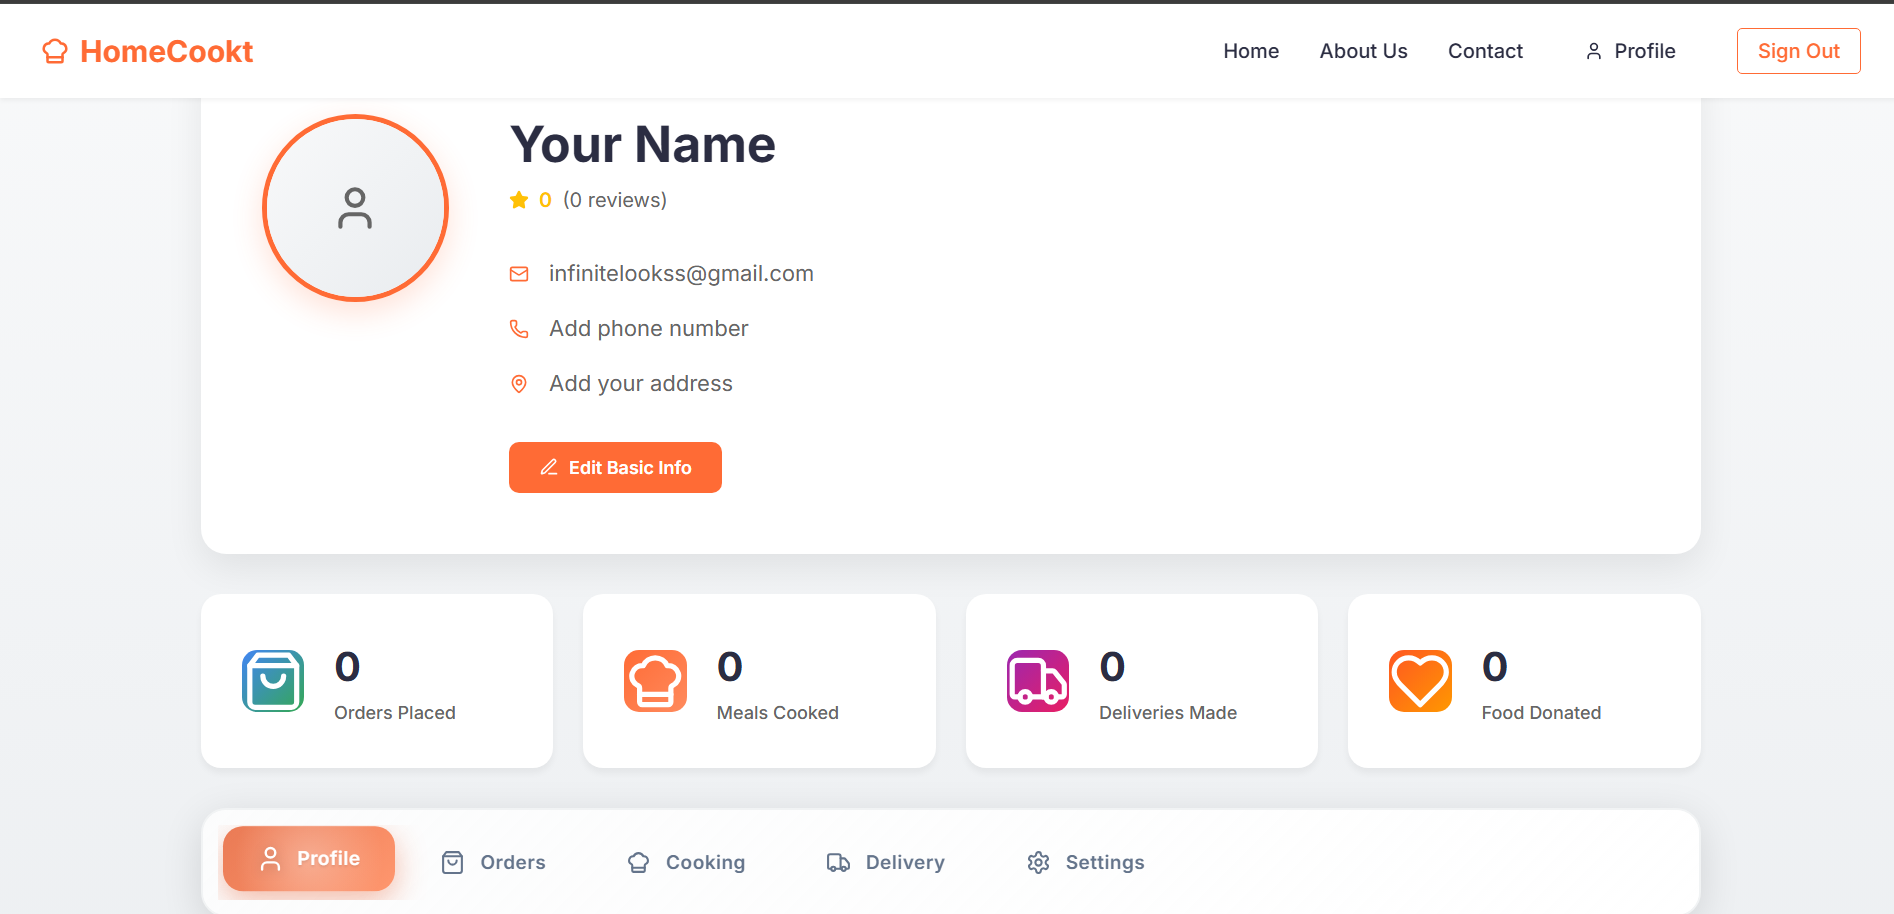 HomeCookt
Home About Us Contact Profile Sign Out
Your Name
0 (0 reviews)
infinitelookss@gmail.com
Add phone number
Add your address
Edit Basic Info
0
Orders Placed
0
Meals Cooked
0
Deliveries Made
0
Food Donated
Profile Orders Cooking Delivery Settings